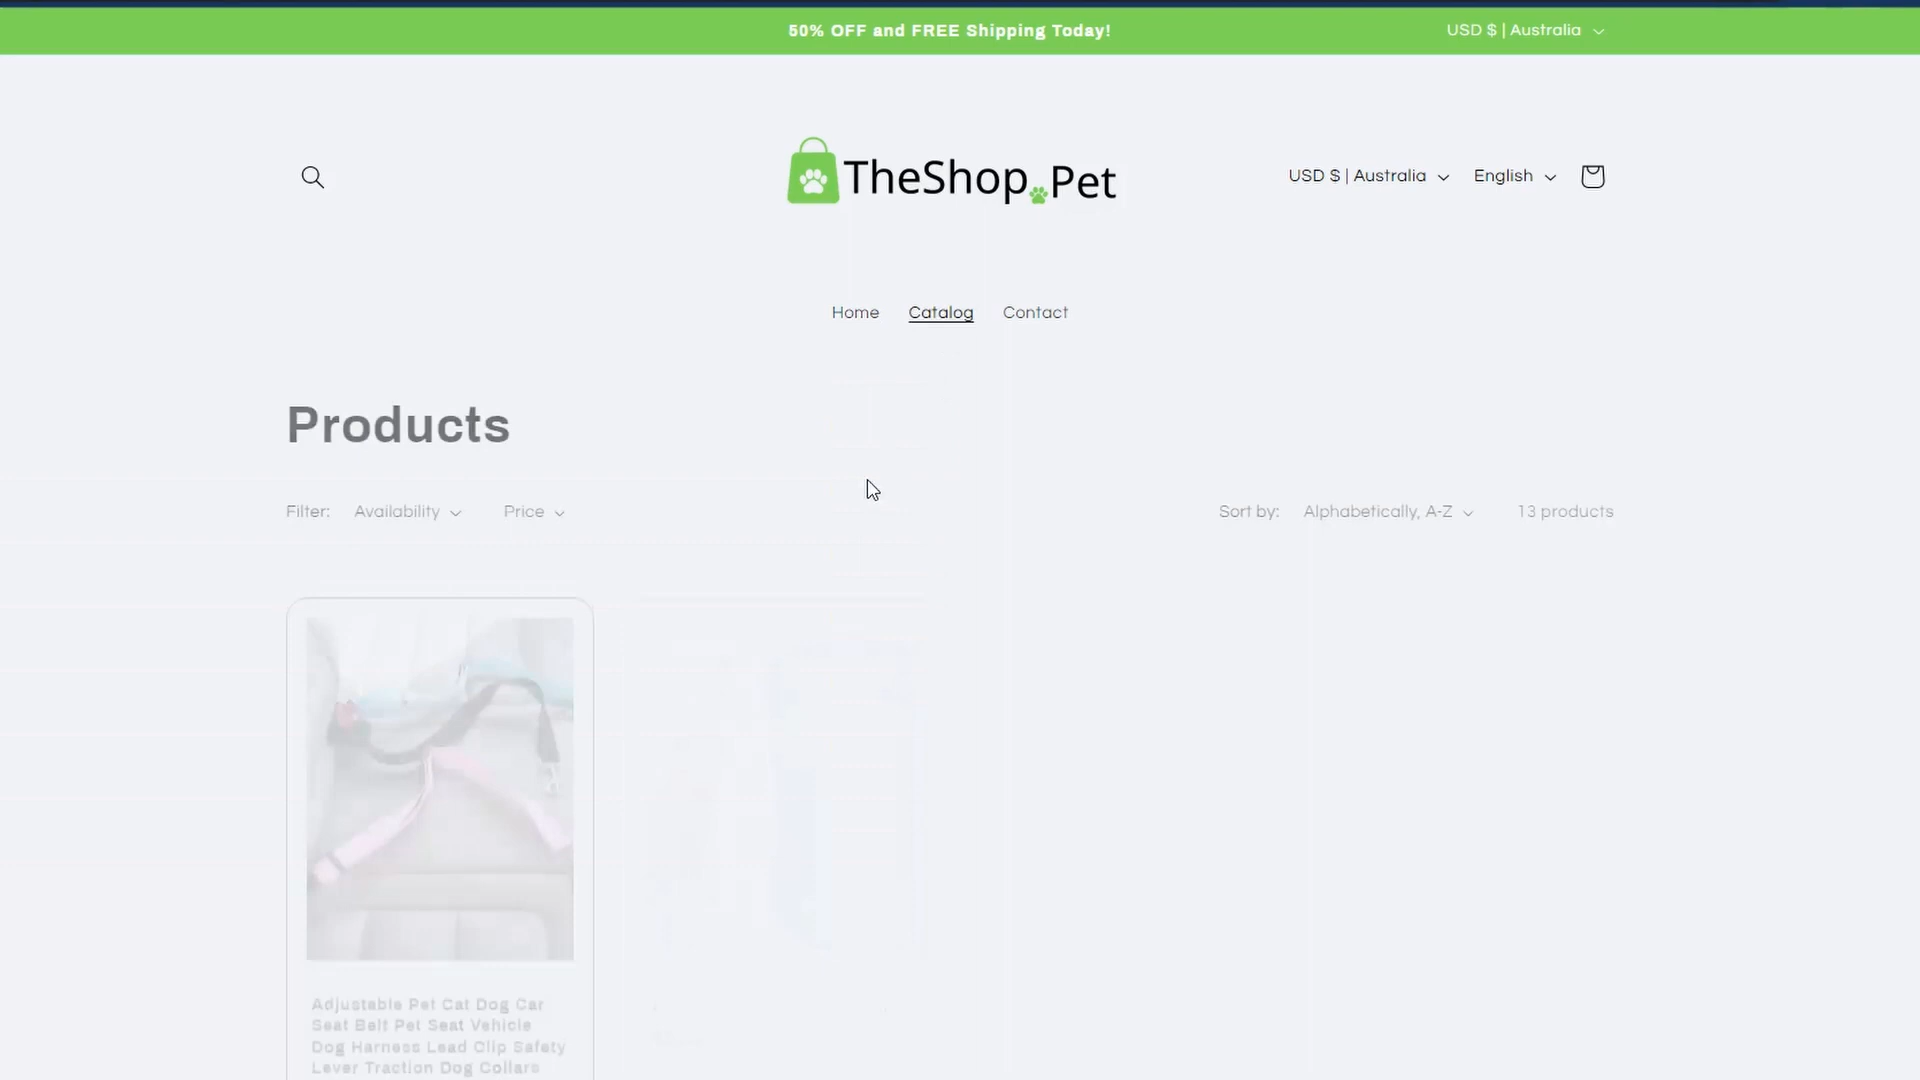 50% OFF and FREE Shipping Today!
USD $ | Australia
TheShop Pet
USD $ | Australia
English
Home
Catalog
Contact
Products
Filter:
Availability
Price
Sort by:
Alphabetically, A-Z
13 products
Adjustable Pet Cat Dog Car
Seat Belt Pet Seat Vehicle
Dog Harness Lead Clip Safety
Lever Traction Dog Collars